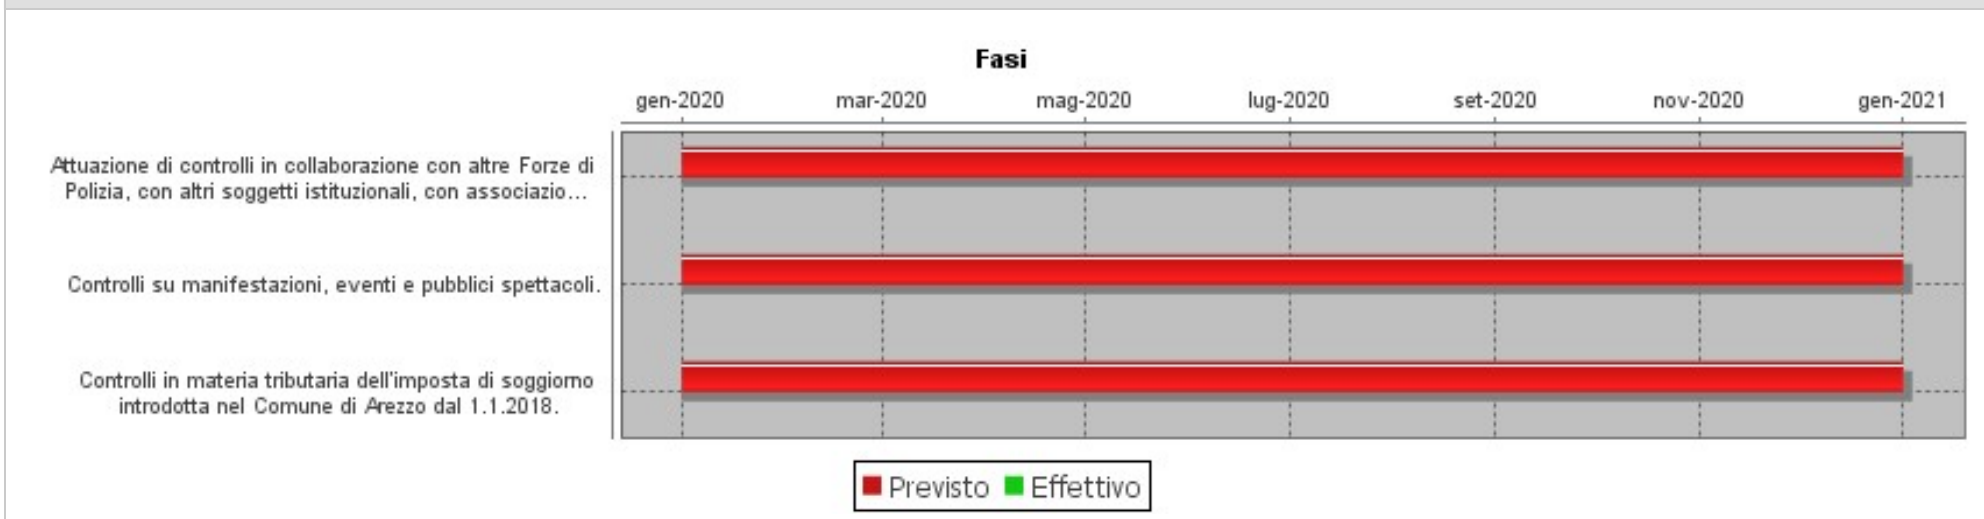 Fasi
gen-2020 mar-2020 mag-2020 lug-2020 set-2020 nov-2020 gen-2021
Attuazione di controlli in collaborazione con altre Forze di
Polizia, con altri soggetti istituzionali, con associazio...
Controlli su manifestazioni, eventi e pubblici spettacoli.
Controlli in materia tributaria dell'imposta di soggiorno
introdotta nel Comune di Arezzo dal 1.1.2018.
Previsto Effettivo